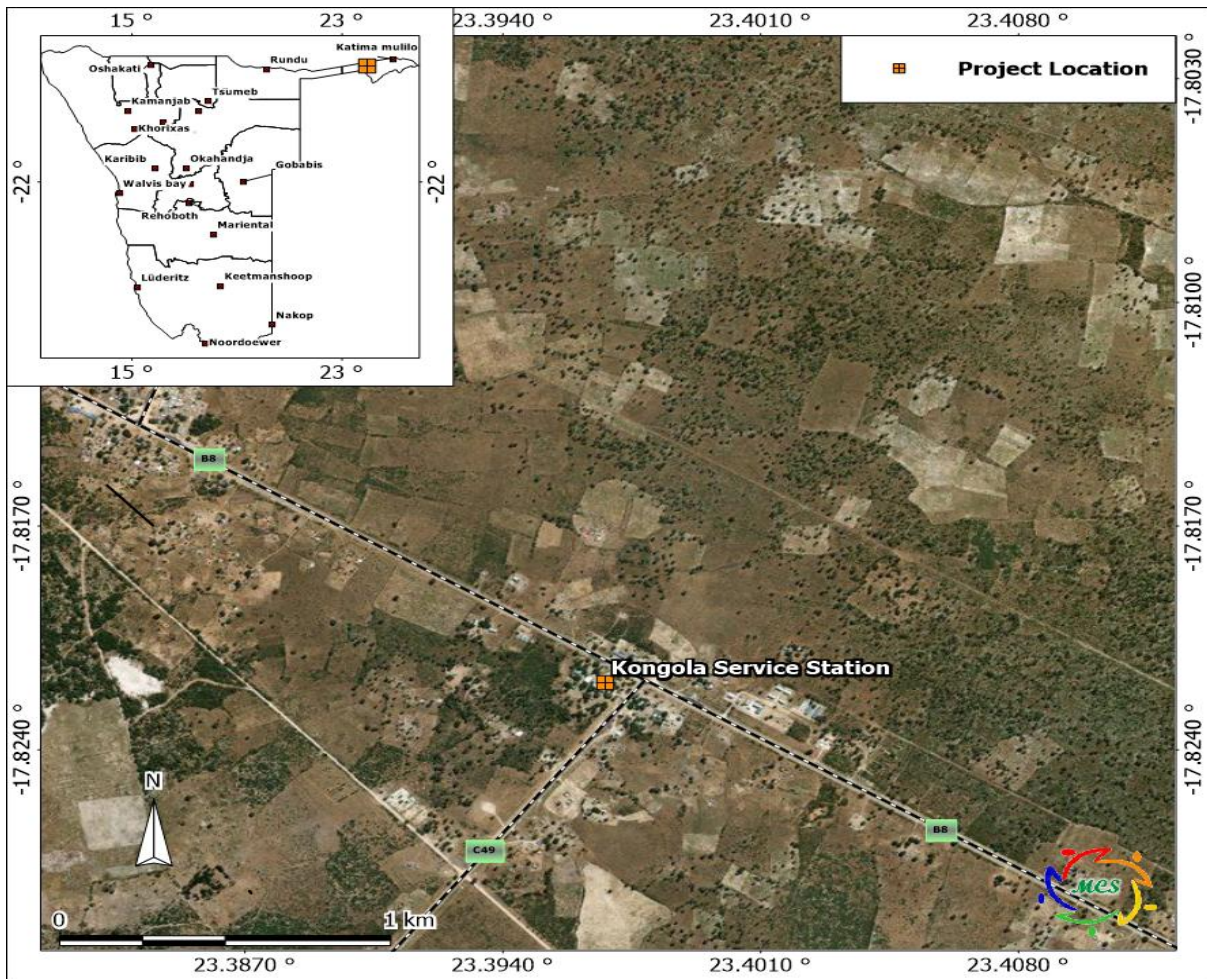 15 °
23 °
23.3940 °
23.4010 °
23.4080 °
Katima mulilo
Rundu
Oshakati
Tsumeb
Kamanjab
Khorixas
Karibib
Okahandja
Gobabis
Walvis bay
Rehoboth
Mariental
Lüderitz
Keetmanshoop
Nakop
Noordoewer
-22 °
-22 °
15 °
23 °
Project Location
-17.8030 °
-17.8100 °
-17.8170 °
-17.8170 °
-17.8240 °
-17.8240 °
B8
Kongola Service Station
B8
C49
N
0
1 km
MCS
23.3870 °
23.3940 °
23.4010 °
23.4080 °